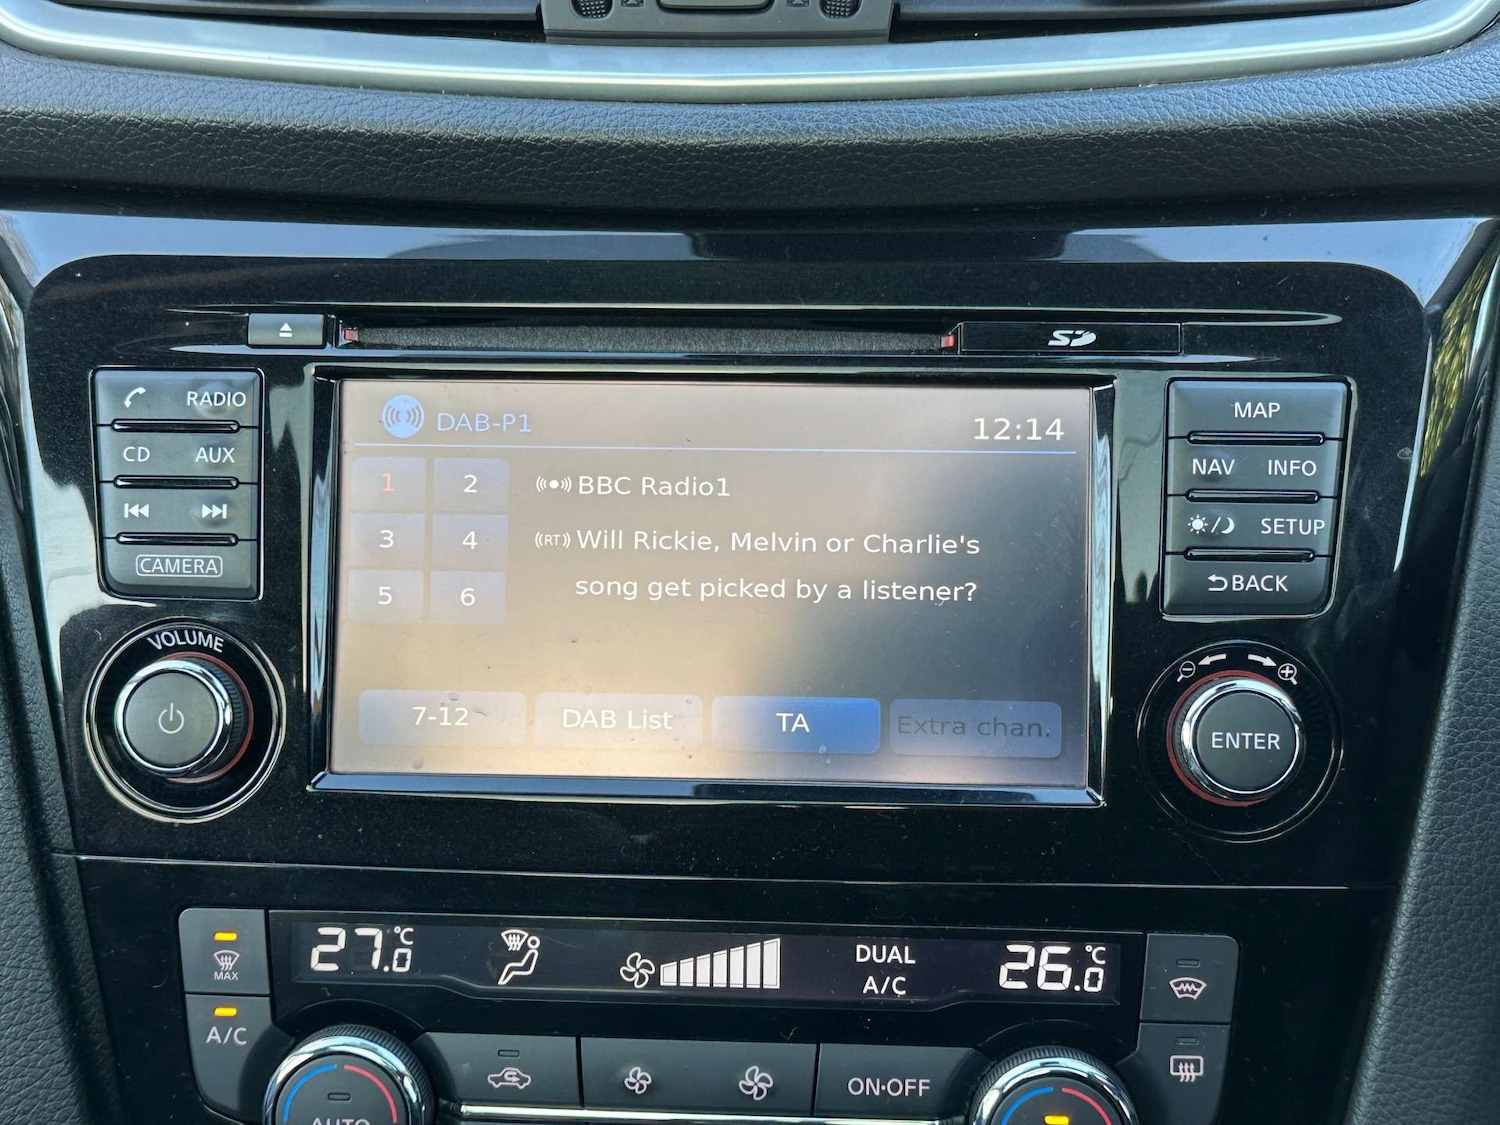 SD
RADIO
CD AUX
CAMERA
VOLUME
DAB-P1 12:14
1 2
BBC Radio1
3 4
(RT) Will Rickie, Melvin or Charlie's
song get picked by a listener?
5 6
7-12 DAB List TA Extra chan.
MAP
NAV INFO
SETUP
BACK
ENTER
MAX
27.0 °C
DUAL
A/C
26.0 °C
A/C
AUTO
ON·OFF